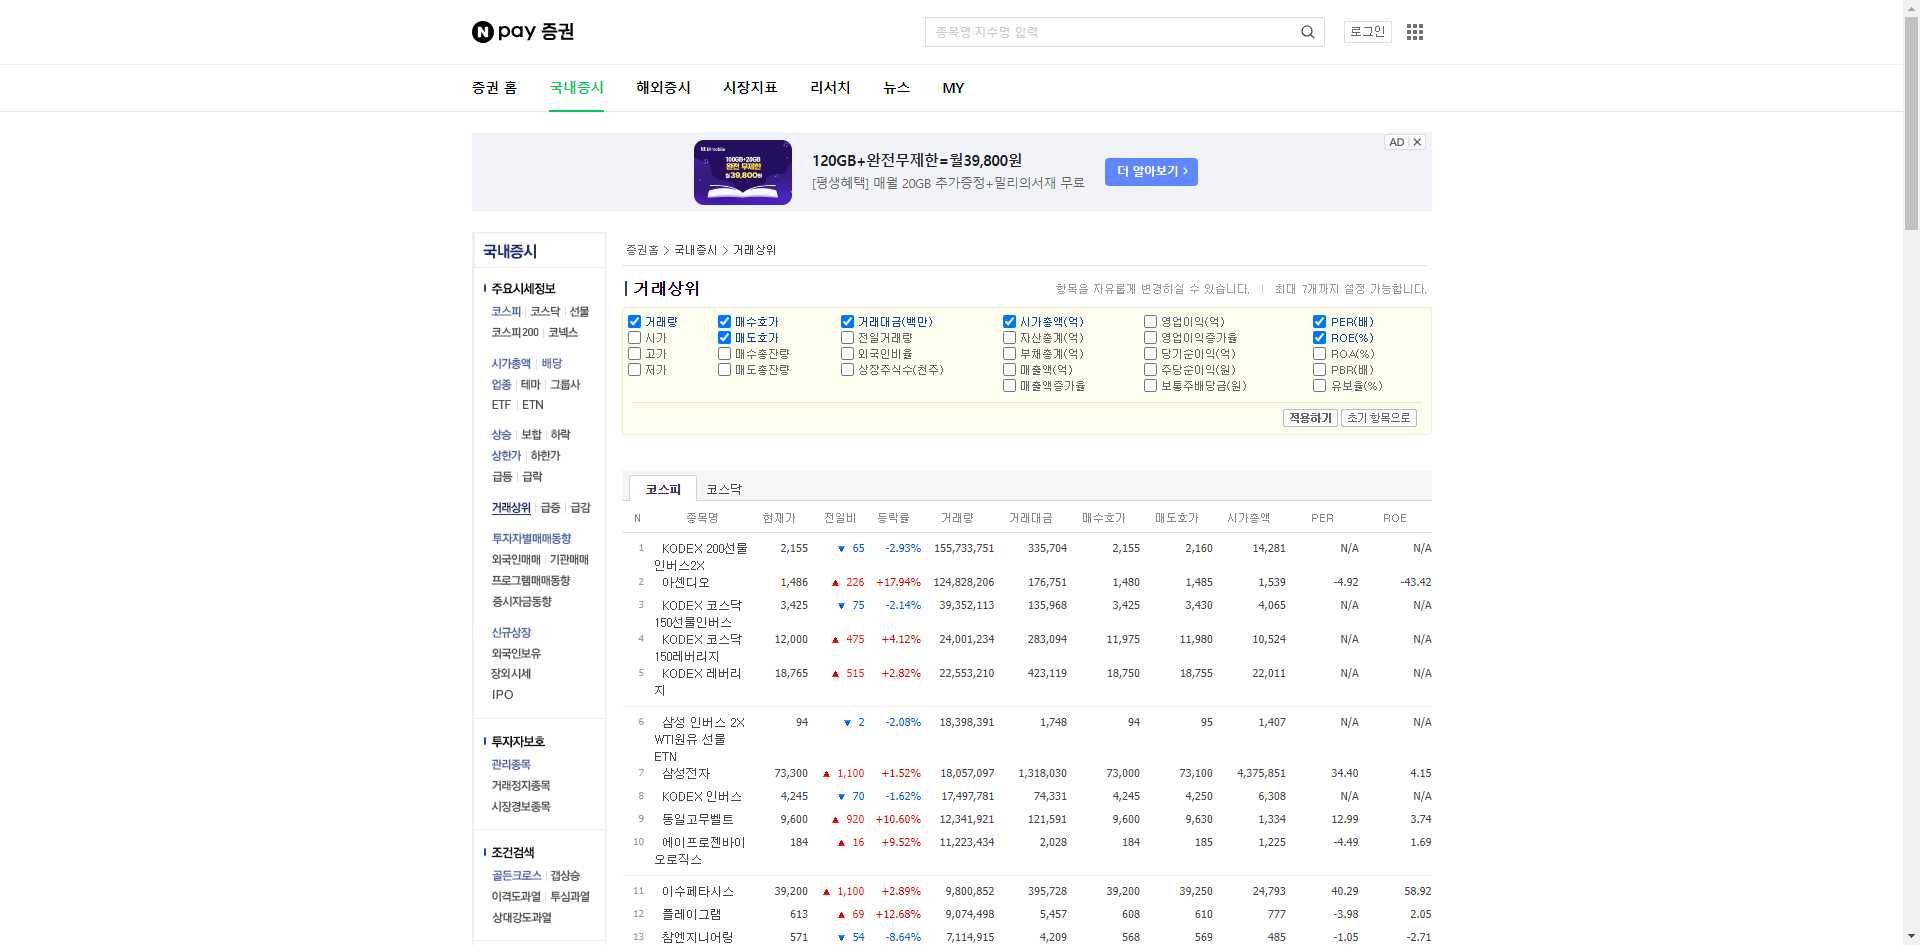 N pay 증권
종목명·지수명 입력
로그인
증권 홈 국내증시 해외증시 시장지표 리서치 뉴스 MY
100GB+20GB
완전 무제한
월39,800원
120GB+완전무제한=월39,800원
[평생혜택] 매월 20GB 추가증정+밀리의서재 무료
더 알아보기 ›
AD
국내증시
주요시세정보
코스피 코스닥 선물
코스피200 코넥스
시가총액 배당
업종 테마 그룹사
ETF ETN
상승 보합 하락
상한가 하한가
급등 급락
거래상위 급증 급감
투자자별매매동향
외국인매매 기관매매
프로그램매매동향
증시자금동향
신규상장
외국인보유
장외시세
IPO
투자자보호
관리종목
거래정지종목
시장경보종목
조건검색
골든크로스 갭상승
이격도과열 투심과열
상대강도과열
증권홈 > 국내증시 > 거래상위
거래상위
항목을 자유롭게 변경하실 수 있습니다. 최대 7개까지 설정 가능합니다.
거래량 매수호가 거래대금(백만) 시가총액(억) 영업이익(억) PER(배)
시가 매도호가 전일거래량 자산총계(억) 영업이익증가율 ROE(%)
고가 매수총잔량 외국인비율 부채총계(억) 당기순이익(억) ROA(%)
저가 매도총잔량 상장주식수(천주) 매출액(억) 주당순이익(원) PBR(배)
매출액증가율 보통주배당금(원) 유보율(%)
적용하기 초기 항목으로
코스피 코스닥
N 종목명 현재가 전일비 등락률 거래량 거래대금 매수호가 매도호가 시가총액 PER ROE
1 KODEX 200선물 2,155 ▼ 65 -2.93% 155,733,751 335,704 2,155 2,160 14,281 N/A N/A
인버스2X
2 아센디오 1,486 ▲ 226 +17.94% 124,828,206 176,751 1,480 1,485 1,539 -4.92 -43.42
3 KODEX 코스닥 3,425 ▼ 75 -2.14% 39,352,113 135,968 3,425 3,430 4,065 N/A N/A
150선물인버스
4 KODEX 코스닥 12,000 ▲ 475 +4.12% 24,001,234 283,094 11,975 11,980 10,524 N/A N/A
150레버리지
5 KODEX 레버리 18,765 ▲ 515 +2.82% 22,553,210 423,119 18,750 18,755 22,011 N/A N/A
지
6 삼성 인버스 2X 94 ▼ 2 -2.08% 18,398,391 1,748 94 95 1,407 N/A N/A
WTI원유 선물
ETN
7 삼성전자 73,300 ▲ 1,100 +1.52% 18,057,097 1,318,030 73,000 73,100 4,375,851 34.40 4.15
8 KODEX 인버스 4,245 ▼ 70 -1.62% 17,497,781 74,331 4,245 4,250 6,308 N/A N/A
9 동일고무벨트 9,600 ▲ 920 +10.60% 12,341,921 121,591 9,600 9,630 1,334 12.99 3.74
10 에이프로젠바이 184 ▲ 16 +9.52% 11,223,434 2,028 184 185 1,225 -4.49 1.69
오로직스
11 이수페타시스 39,200 ▲ 1,100 +2.89% 9,800,852 395,728 39,200 39,250 24,793 40.29 58.92
12 플레이그램 613 ▲ 69 +12.68% 9,074,498 5,457 608 610 777 -3.98 2.05
13 참엔지니어링 571 ▼ 54 -8.64% 7,114,915 4,209 568 569 485 -1.05 -2.71